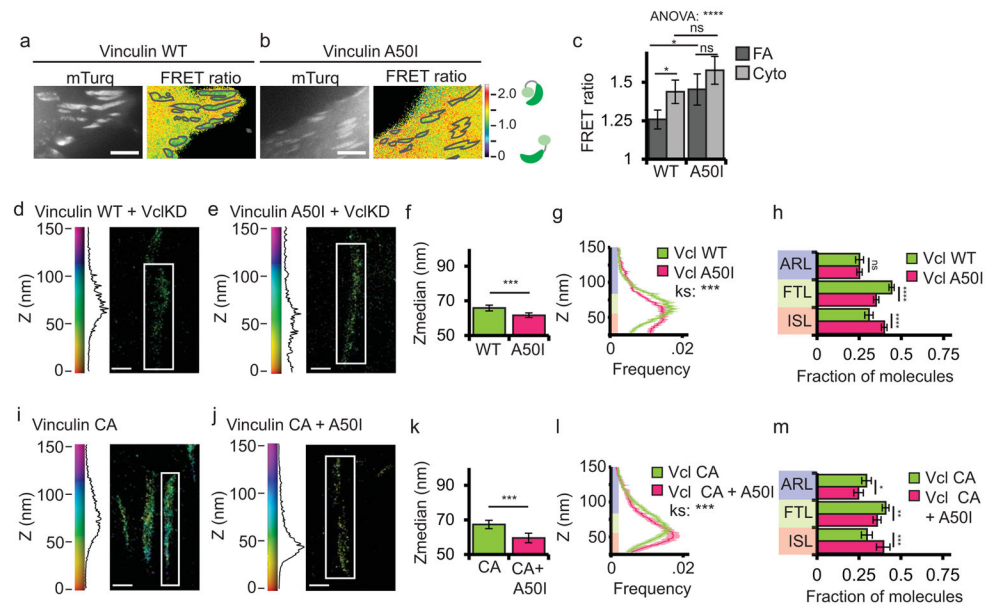 a Vinculin WT
mTurq FRET ratio
b Vinculin A50I
mTurq FRET ratio
2.0
1.0
0
c ANOVA: ****
ns
* ns
*
FA
Cyto
FRET ratio
1.5
1.25
1
WT A50I
d Vinculin WT + VclKD
Z (nm)
150
100
50
0
e Vinculin A50I + VclKD
Z (nm)
150
100
50
0
f
Zmedian (nm)
90
70
50
***
WT A50I
g
Z (nm)
150
100
50
Vcl WT
Vcl A50I
ks: ***
.02
Frequency
h
Vcl WT
Vcl A50I
ARL
FTL
ISL
ns
****
****
0 0.25 0.5 0.75
Fraction of molecules
i Vinculin CA
Z (nm)
150
100
50
0
j Vinculin CA + A50I
Z (nm)
150
100
50
0
k
Zmedian (nm)
90
70
50
***
CA CA+
A50I
l
Z (nm)
150
100
50
Vcl CA
Vcl CA + A50I
ks: ***
0 .02
Frequency
m
Vcl CA
Vcl CA
+ A50I
ARL
FTL
ISL
*
**
***
0 0.25 0.5 0.75
Fraction of molecules